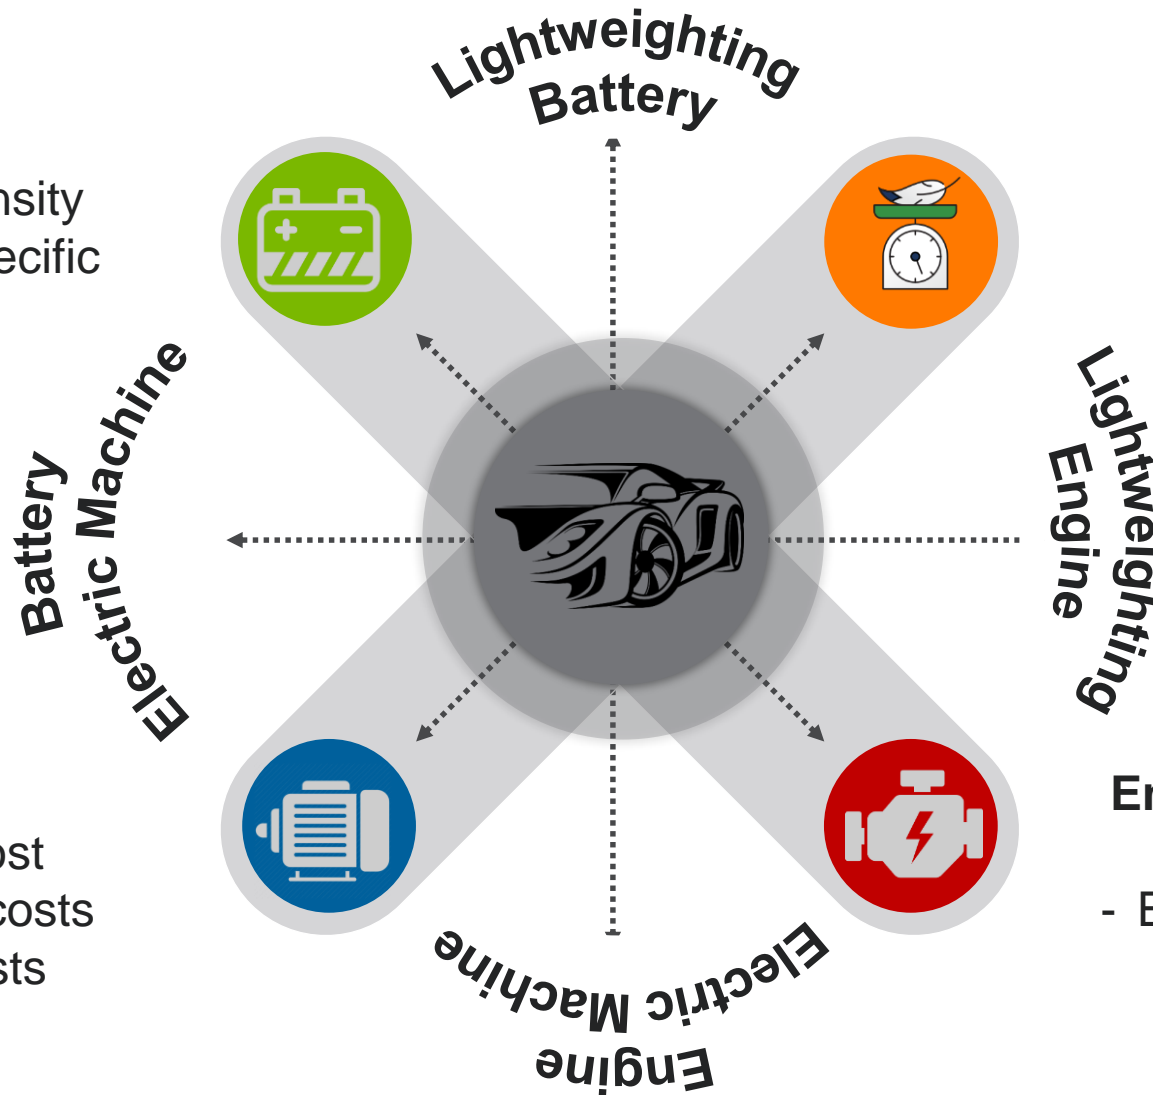 Lightweighting
Battery
nsity
ecific
Battery
Electric Machine
Lightweighting
Engine
ost
costs
sts
En
- E
Electric Machine
Engine